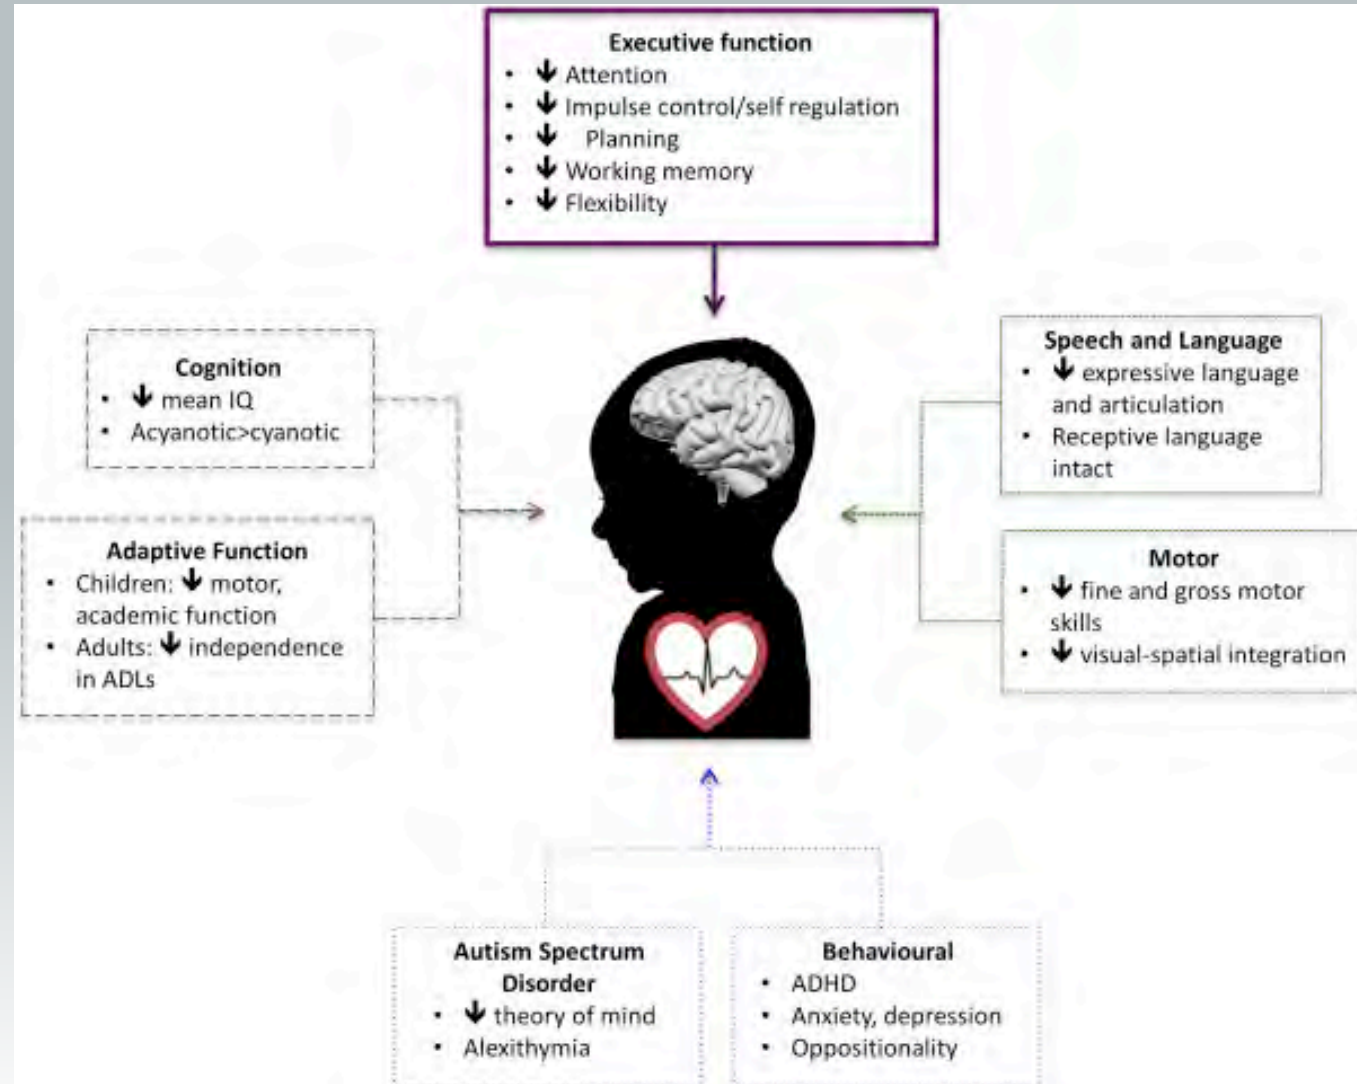 Executive function
• 🡻 Attention
• 🡻 Impulse control/self regulation
• 🡻 Planning
• 🡻 Working memory
• 🡻 Flexibility
Cognition
• 🡻 mean IQ
• Acyanotic>cyanotic
Adaptive Function
• Children: 🡻 motor,
academic function
• Adults: 🡻 independence
in ADLs
Speech and Language
• 🡻 expressive language
and articulation
• Receptive language
intact
Motor
• 🡻 fine and gross motor
skills
• 🡻 visual-spatial integration
Autism Spectrum
Disorder
• 🡻 theory of mind
• Alexithymia
Behavioural
• ADHD
• Anxiety, depression
• Oppositionality